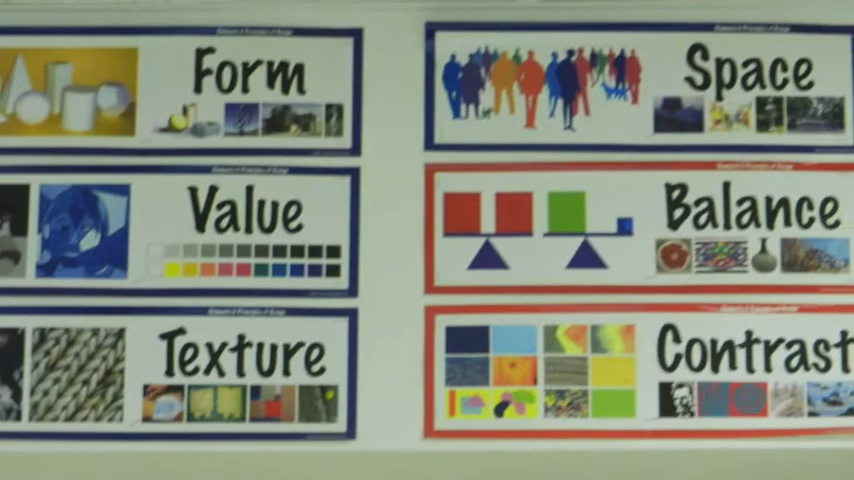 Form
Space
Value
Balance
Texture
Contrast